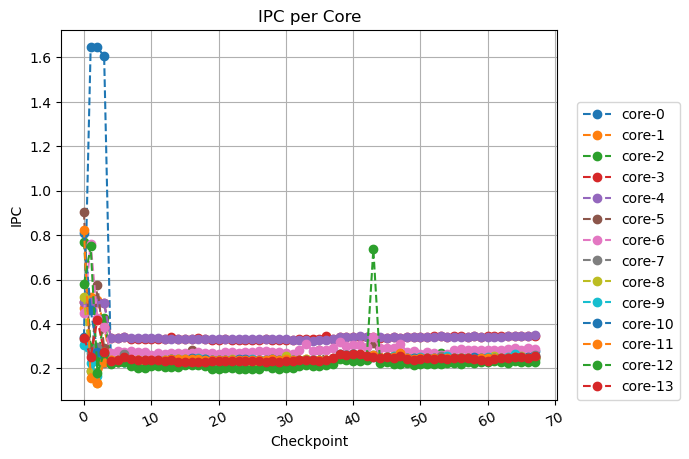 IPC per Core
1.6
1.4
1.2
1.0
0.8
0.6
0.4
0.2
IPC
0
10
20
30
40
50
60
70
Checkpoint
core-0
core-1
core-2
core-3
core-4
core-5
core-6
core-7
core-8
core-9
core-10
core-11
core-12
core-13